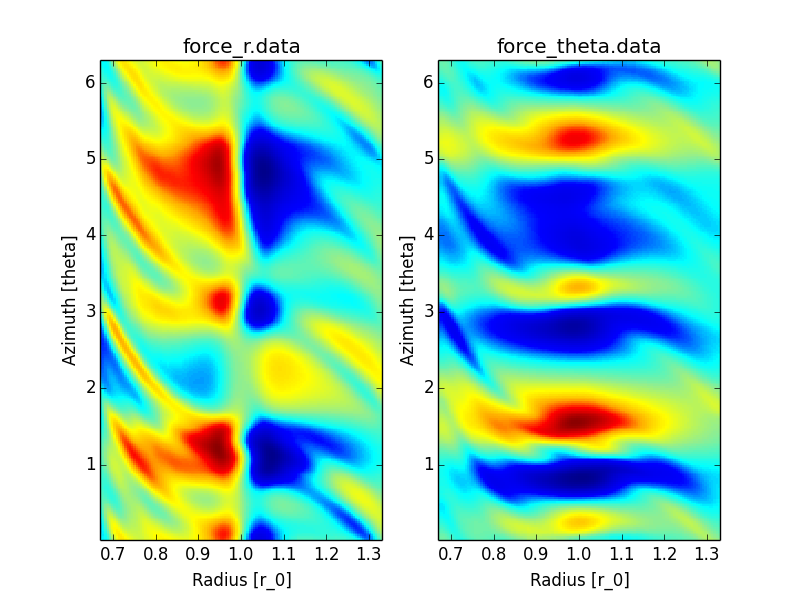 force_r.data
force_theta.data
6
5
4
3
2
1
Azimuth [theta]
0.7 0.8 0.9 1.0 1.1 1.2 1.3
Radius [r_0]
6
5
4
3
2
1
Azimuth [theta]
0.7 0.8 0.9 1.0 1.1 1.2 1.3
Radius [r_0]